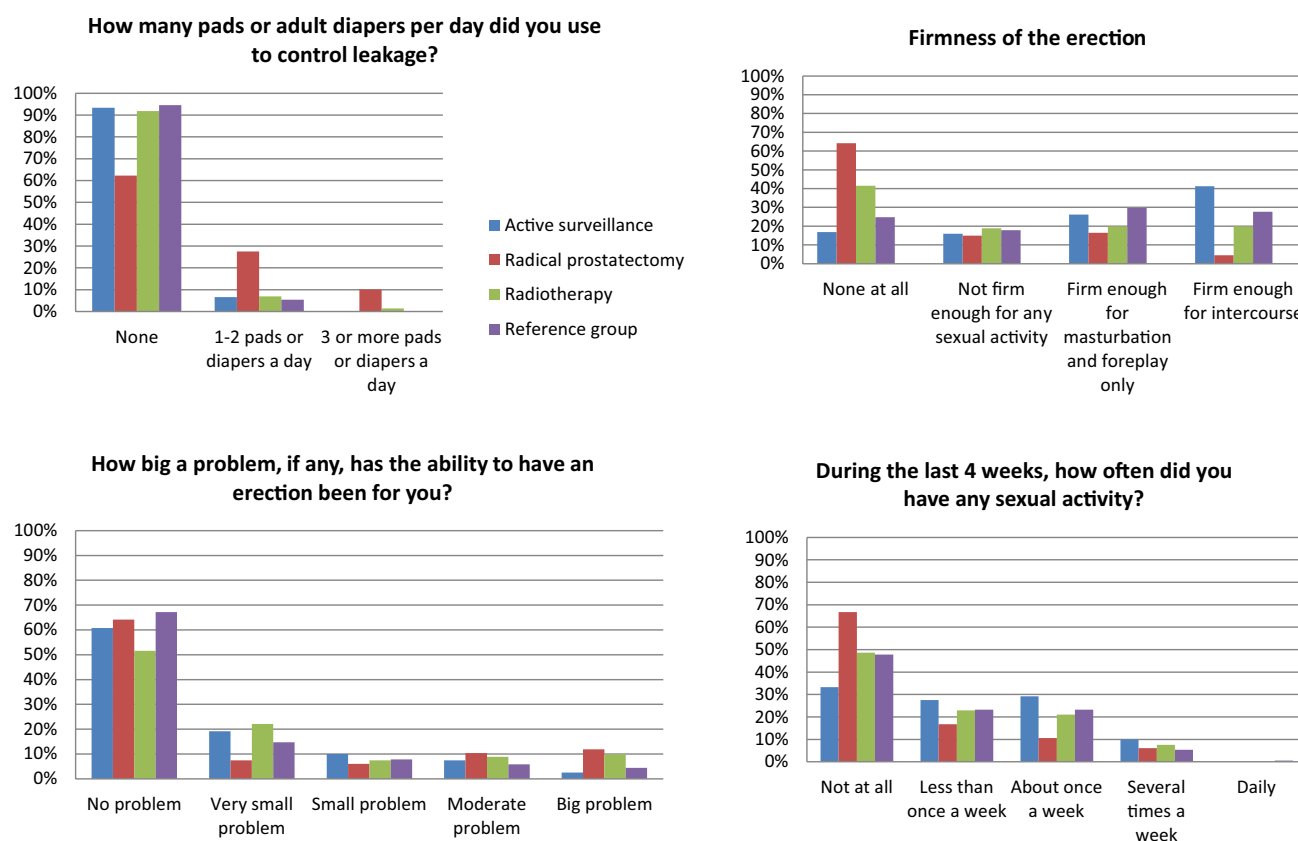 How many pads or adult diapers per day did you use
to control leakage?
100%
90%
80%
70%
60%
50%
40%
30%
20%
10%
0%
None
1-2 pads or
diapers a day
3 or more pads
or diapers a
day
Active surveillance
Radical prostatectomy
Radiotherapy
Reference group
Firmness of the erection
100%
90%
80%
70%
60%
50%
40%
30%
20%
10%
0%
None at all
Not firm
enough for any
sexual activity
Firm enough
for
masturbation
and foreplay
only
Firm enough
for intercourse
How big a problem, if any, has the ability to have an
erection been for you?
100%
90%
80%
70%
60%
50%
40%
30%
20%
10%
0%
No problem
Very small
problem
Small problem
Moderate
problem
Big problem
During the last 4 weeks, how often did you
have any sexual activity?
100%
90%
80%
70%
60%
50%
40%
30%
20%
10%
0%
Not at all
Less than
once a week
About once
a week
Several
times a
week
Daily